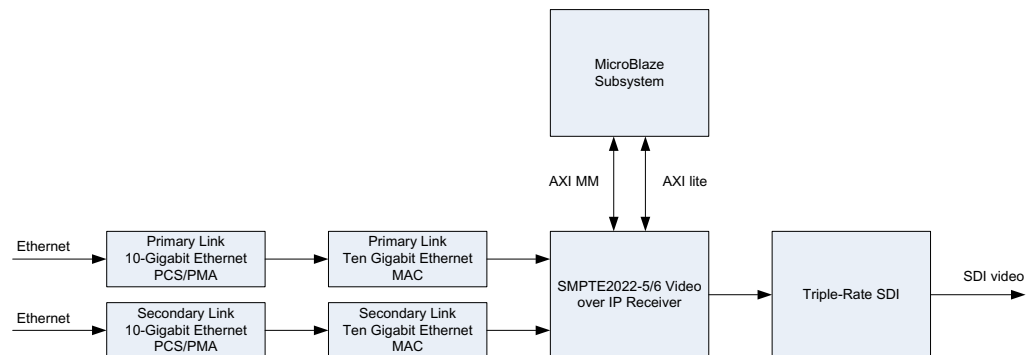 MicroBlaze
Subsystem
AXI MM
AXI lite
Ethernet
Primary Link
10-Gigabit Ethernet
PCS/PMA
Primary Link
Ten Gigabit Ethernet
MAC
SMPTE2022-5/6 Video
over IP Receiver
Triple-Rate SDI
SDI video
Ethernet
Secondary Link
10-Gigabit Ethernet
PCS/PMA
Secondary Link
Ten Gigabit Ethernet
MAC